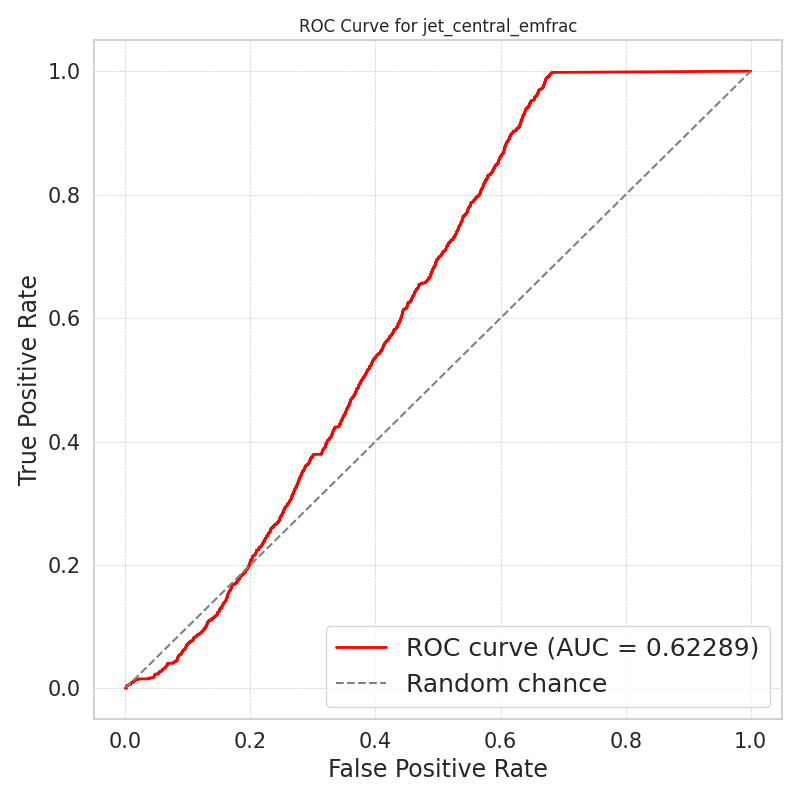 ROC Curve for jet_central_emfrac
1.0
0.8
0.6
0.4
0.2
0.0
True Positive Rate
ROC curve (AUC = 0.62289)
Random chance
0.0 0.2 0.4 0.6 0.8 1.0
False Positive Rate